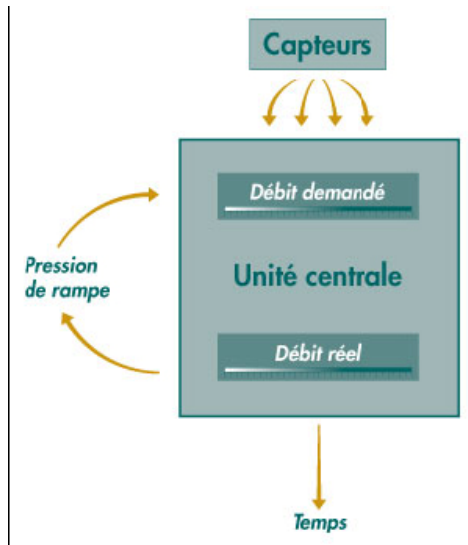 Capteurs
Débit demandé
Pression
de rampe
Unité centrale
Débit réel
Temps